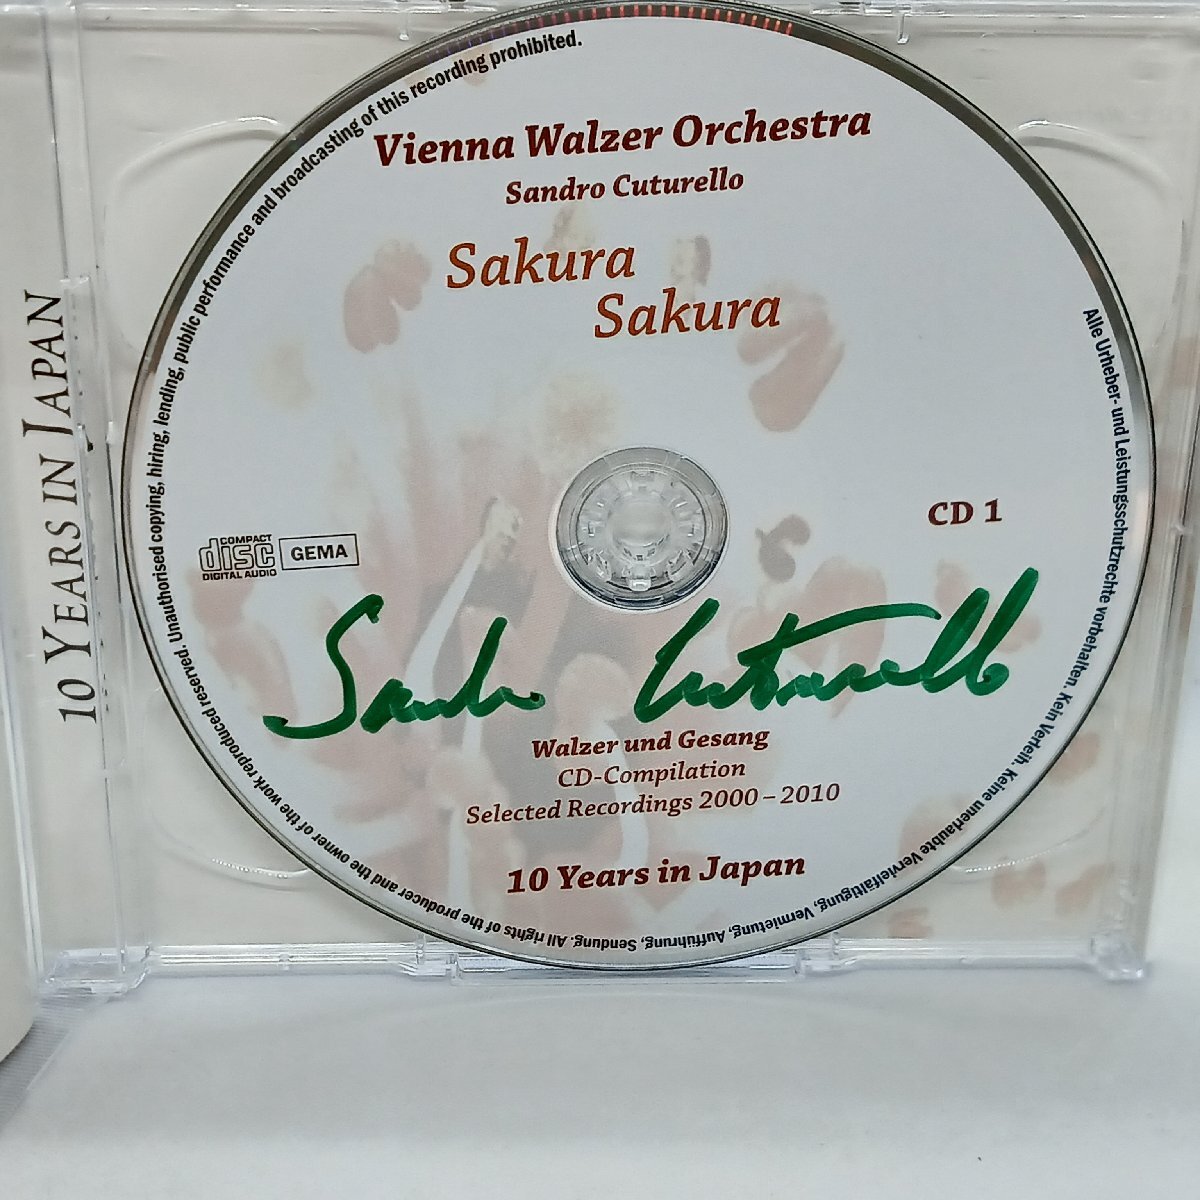 10 YEARS IN JAPAN
Vienna Walzer Orchestra
Sandro Cuturello
Sakura
Sakura
CD 1
COMPACT
disc
DIGITAL AUDIO
GEMA
Sandro Cuturello
Walzer und Gesang
CD-Compilation
Selected Recordings 2000 – 2010
10 Years in Japan
Alle Urheber- und Leistungsschutzrechte vorbehalten. Kein Verleih. Keine unerlaubte Vervielfältigung, Vermietung, Aufführung, Sendung. All rights of the producer and the owner of the work reproduced reserved. Unauthorised copying, hiring, lending, public performance and broadcasting of this recording prohibited.